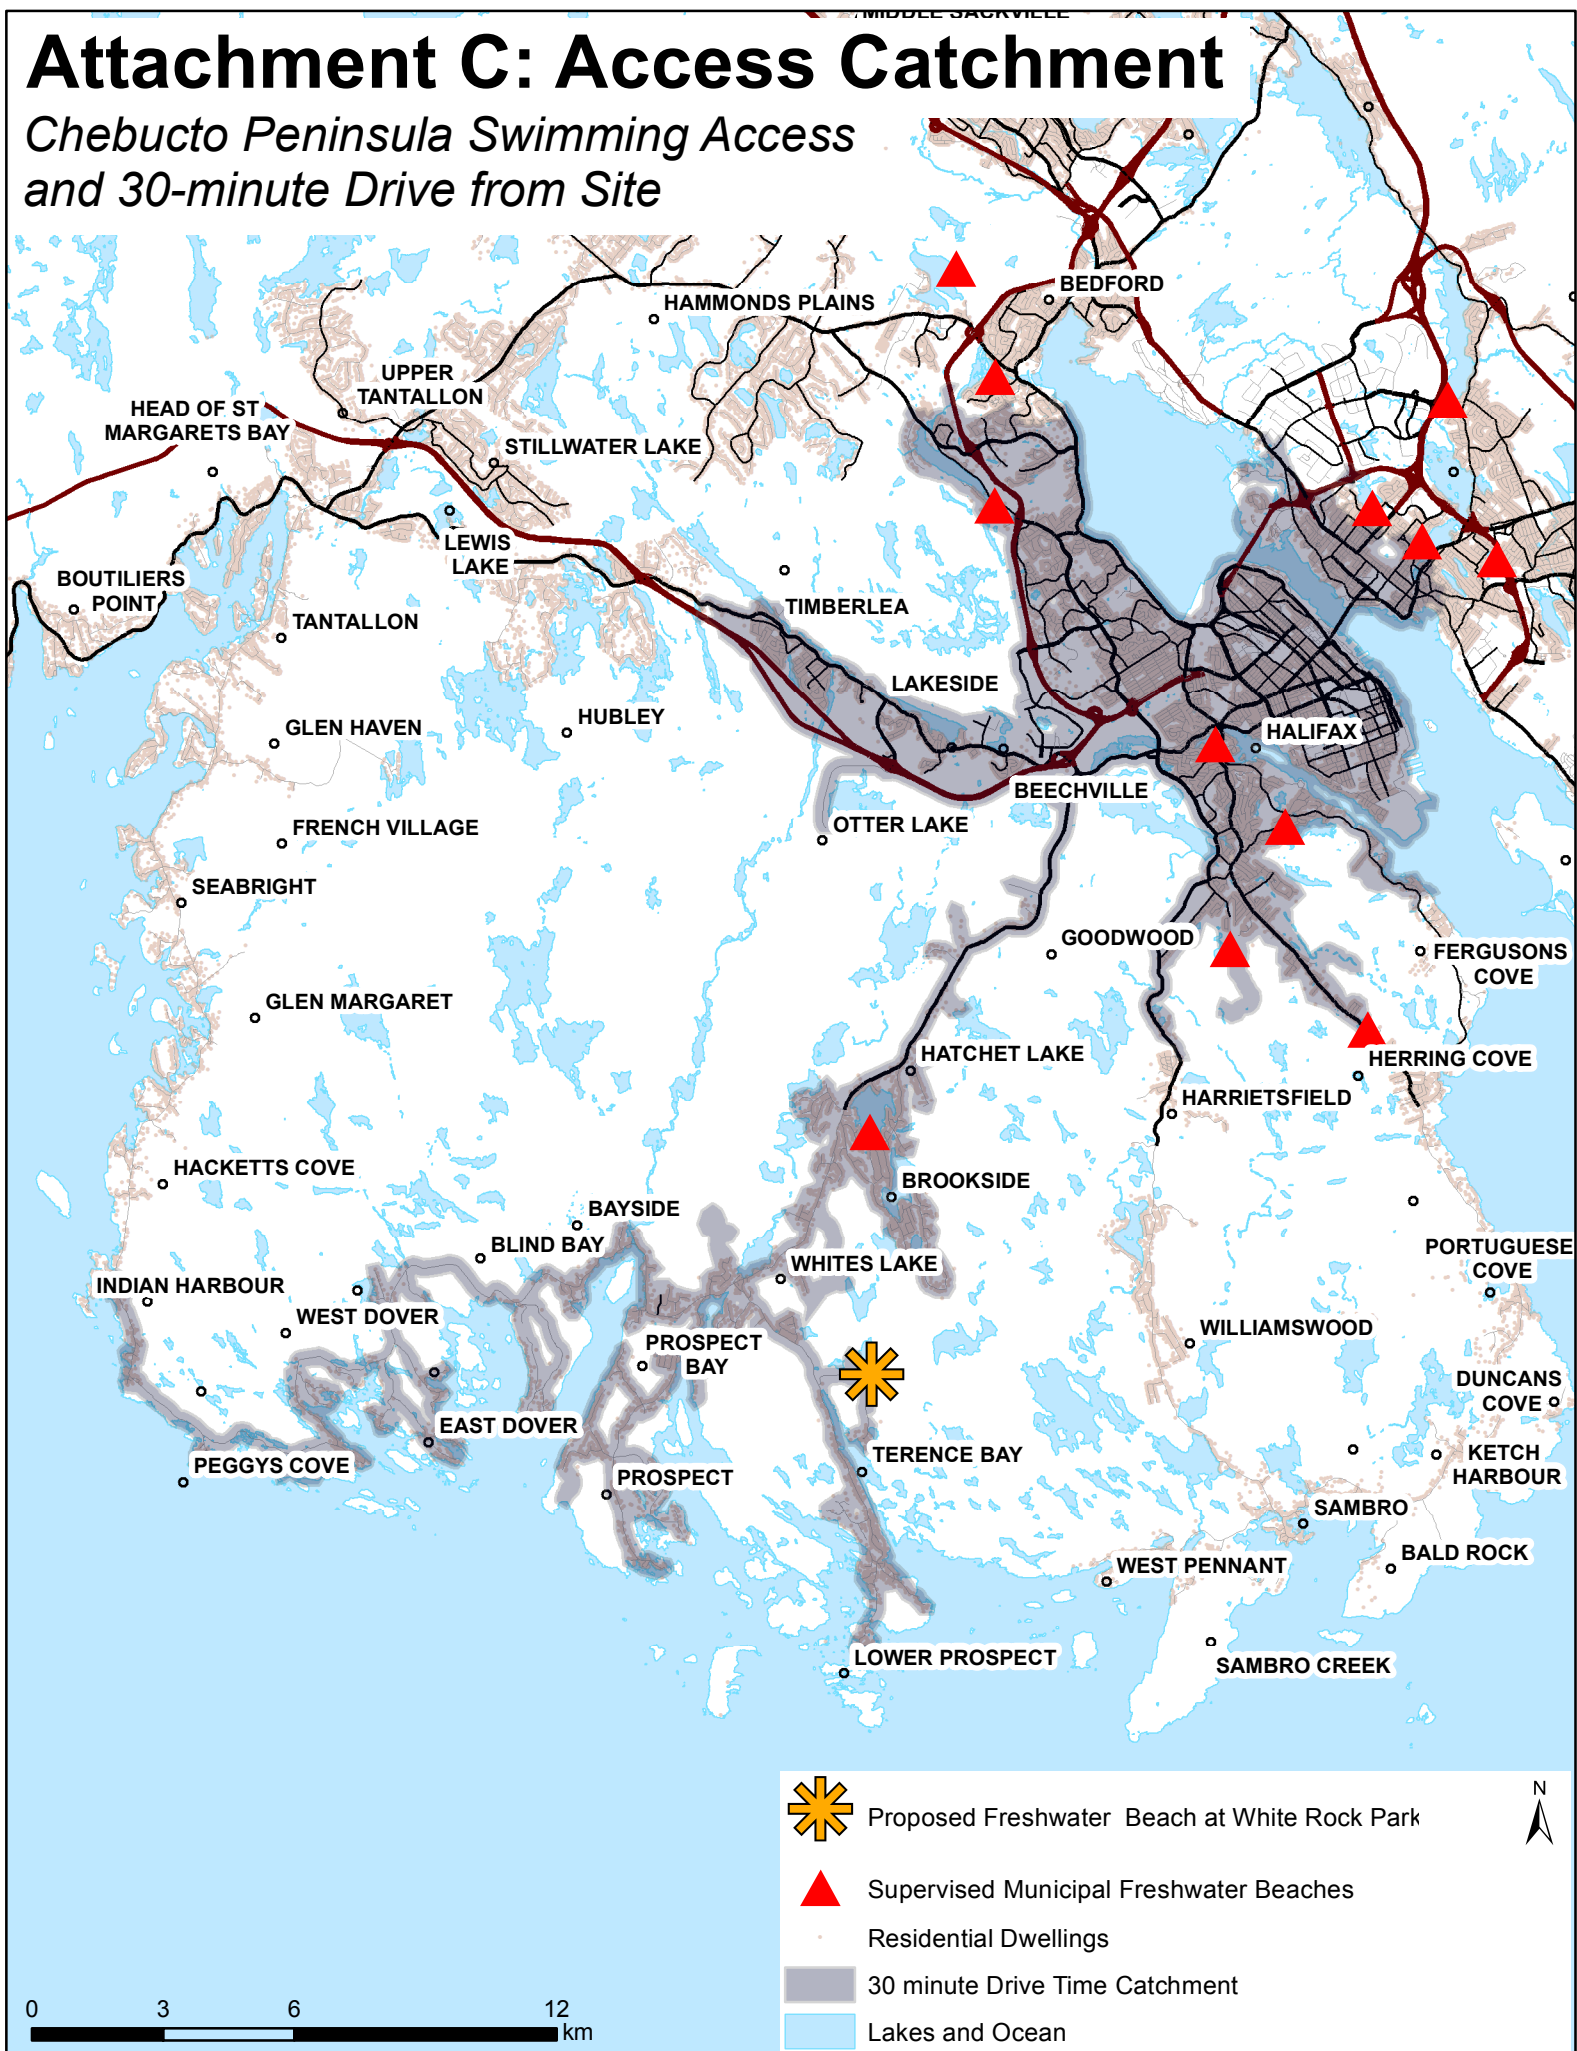 MIDDLE SACKVILLE
Attachment C: Access Catchment
Chebucto Peninsula Swimming Access
and 30-minute Drive from Site
BEDFORD
HAMMONDS PLAINS
UPPER
TANTALLON
HEAD OF ST
MARGARETS BAY
STILLWATER LAKE
LEWIS
LAKE
BOUTILIERS
POINT
TIMBERLEA
TANTALLON
LAKESIDE
HUBLEY
GLEN HAVEN
HALIFAX
BEECHVILLE
OTTER LAKE
FRENCH VILLAGE
SEABRIGHT
GOODWOOD
FERGUSONS
COVE
GLEN MARGARET
HATCHET LAKE
HERRING COVE
HARRIETSFIELD
HACKETTS COVE
BROOKSIDE
BAYSIDE
BLIND BAY
PORTUGUESE
COVE
WHITES LAKE
INDIAN HARBOUR
WEST DOVER
WILLIAMSWOOD
PROSPECT
BAY
DUNCANS
COVE
EAST DOVER
TERENCE BAY
KETCH
HARBOUR
PEGGYS COVE
PROSPECT
SAMBRO
BALD ROCK
WEST PENNANT
LOWER PROSPECT
SAMBRO CREEK
N
Proposed Freshwater  Beach at White Rock Park
Supervised Municipal Freshwater Beaches
Residential Dwellings
30 minute Drive Time Catchment
Lakes and Ocean
0 3 6 12
km